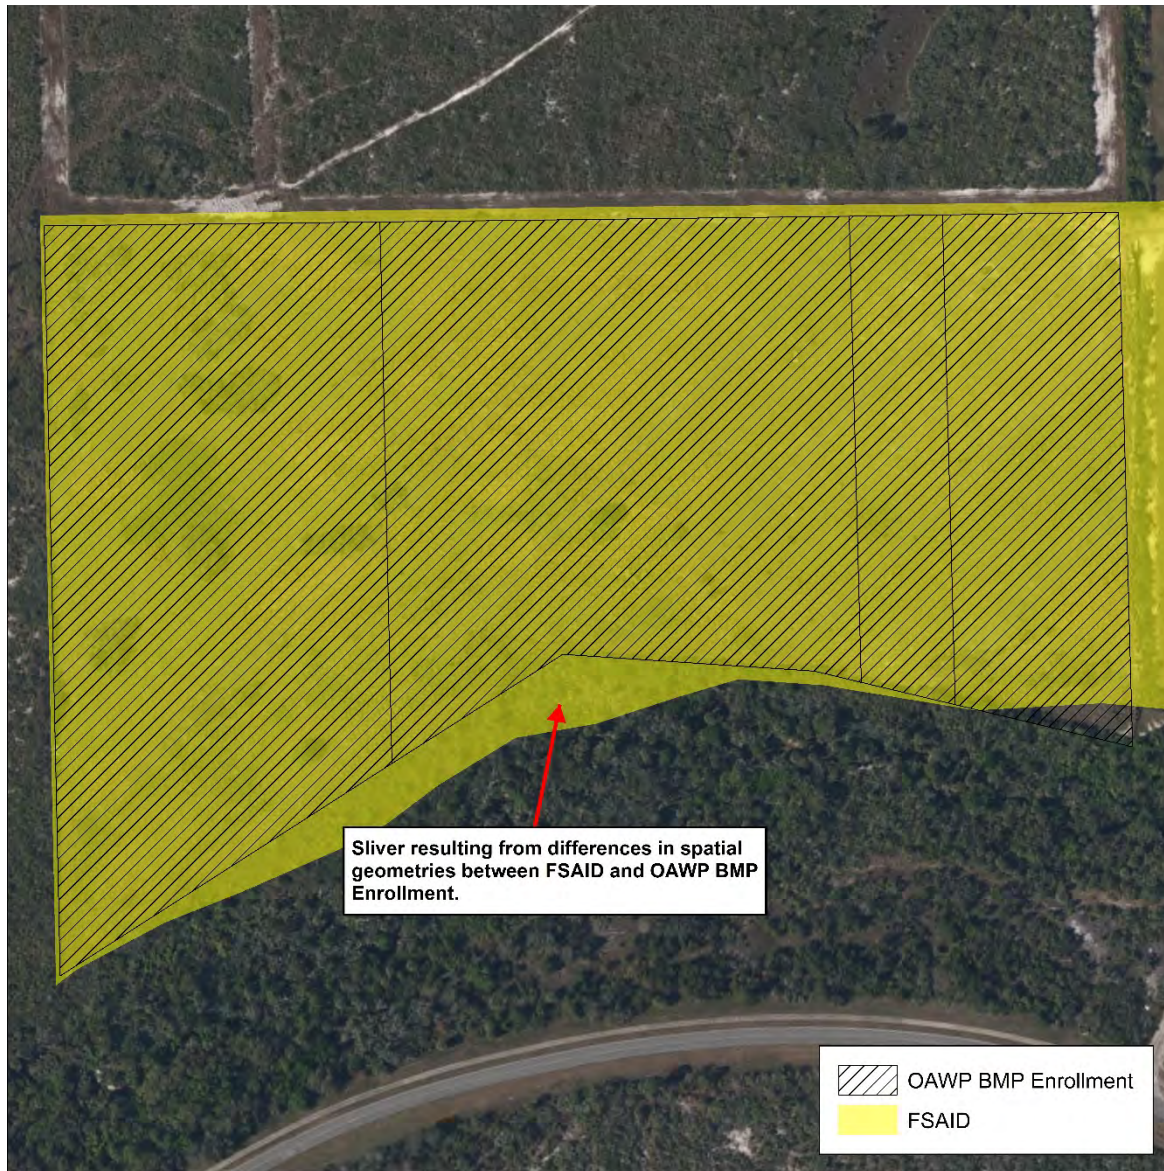 Sliver resulting from differences in spatial
geometries between FSAID and OAWP BMP
Enrollment.
OAWP BMP Enrollment
FSAID